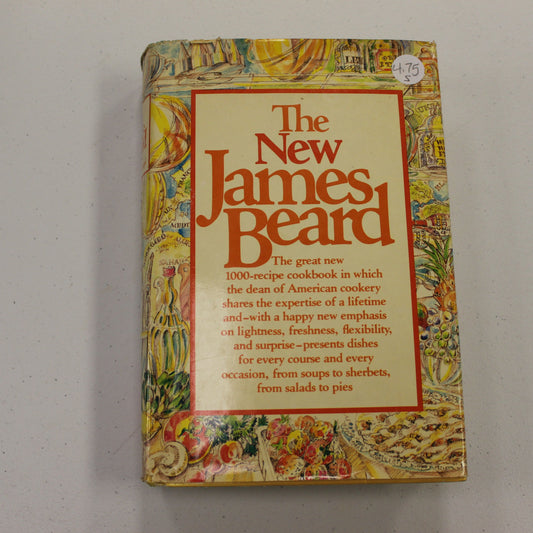 4.75
S
The
New
James
Beard
The great new
1000-recipe cookbook in which
the dean of American cookery
shares the expertise of a lifetime
and–with a happy new emphasis
on lightness, freshness, flexibility,
and surprise–presents dishes
for every course and every
occasion, from soups to sherbets,
from salads to pies